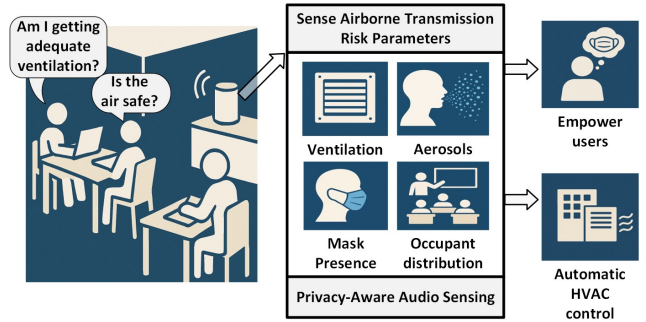 Am I getting
adequate
ventilation?
Is the
air safe?
Sense Airborne Transmission
Risk Parameters
Ventilation
Aerosols
Mask
Presence
Occupant
distribution
Privacy-Aware Audio Sensing
Empower
users
Automatic
HVAC
control